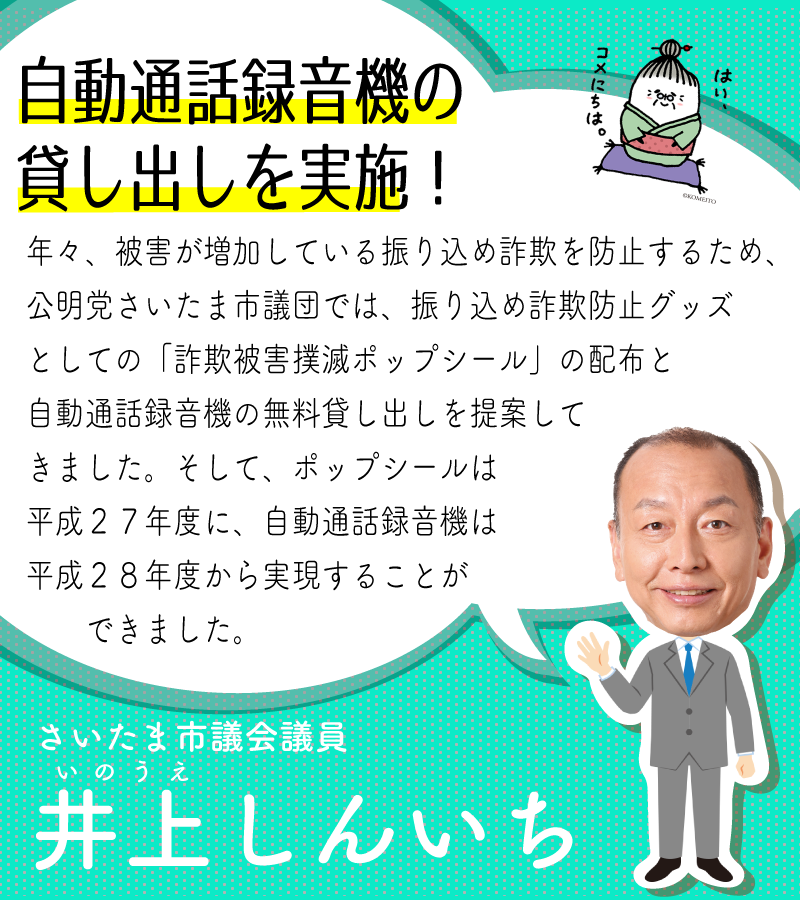 自動通話録音機の
貸し出しを実施！
はい、
コメにちは。
©KOMEITO
年々、被害が増加している振り込め詐欺を防止するため、
公明党さいたま市議団では、振り込め詐欺防止グッズ
としての「詐欺被害撲滅ポップシール」の配布と
自動通話録音機の無料貸し出しを提案して
きました。そして、ポップシールは
平成２７年度に、自動通話録音機は
平成２８年度から実現することが
できました。
さいたま市議会議員
いのうえ
井上しんいち